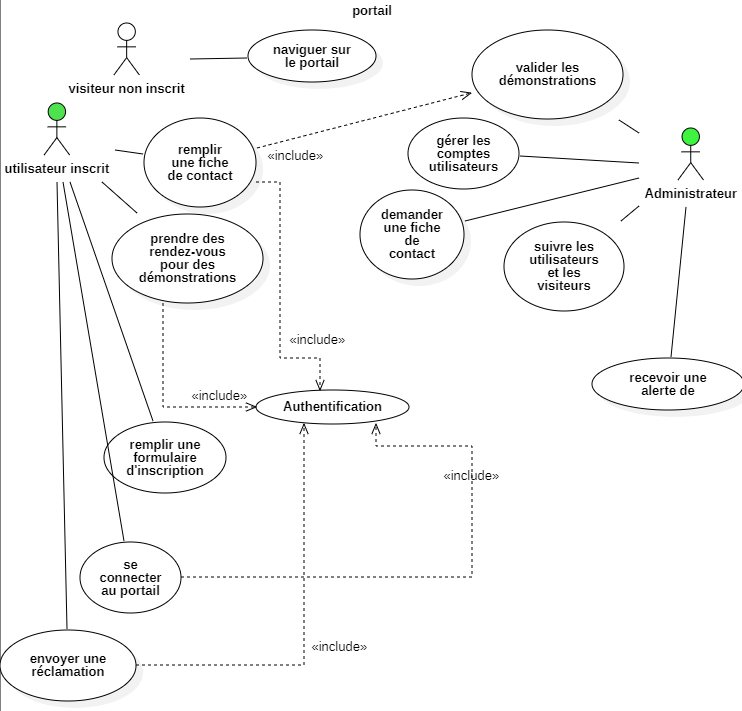 portail
naviguer sur
le portail
visiteur non inscrit
valider les
démonstrations
utilisateur inscrit
remplir
une fiche
de contact
«include»
gérer les
comptes
utilisateurs
Administrateur
demander
une fiche
de
contact
prendre des
rendez-vous
pour des
démonstrations
suivre les
utilisateurs
et les
visiteurs
«include»
recevoir une
alerte de
«include»
Authentification
remplir une
formulaire
d'inscription
«include»
se
connecter
au portail
«include»
envoyer une
réclamation